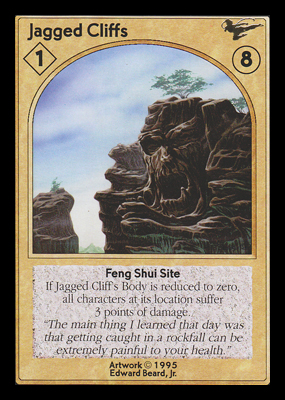 Jagged Cliffs
1
8
Feng Shui Site
If Jagged Cliff's Body is reduced to zero,
all characters at its location suffer
3 points of damage.
"The main thing I learned that day was
that getting caught in a rockfall can be
extremely painful to your health."
Artwork © 1995
Edward Beard, Jr.